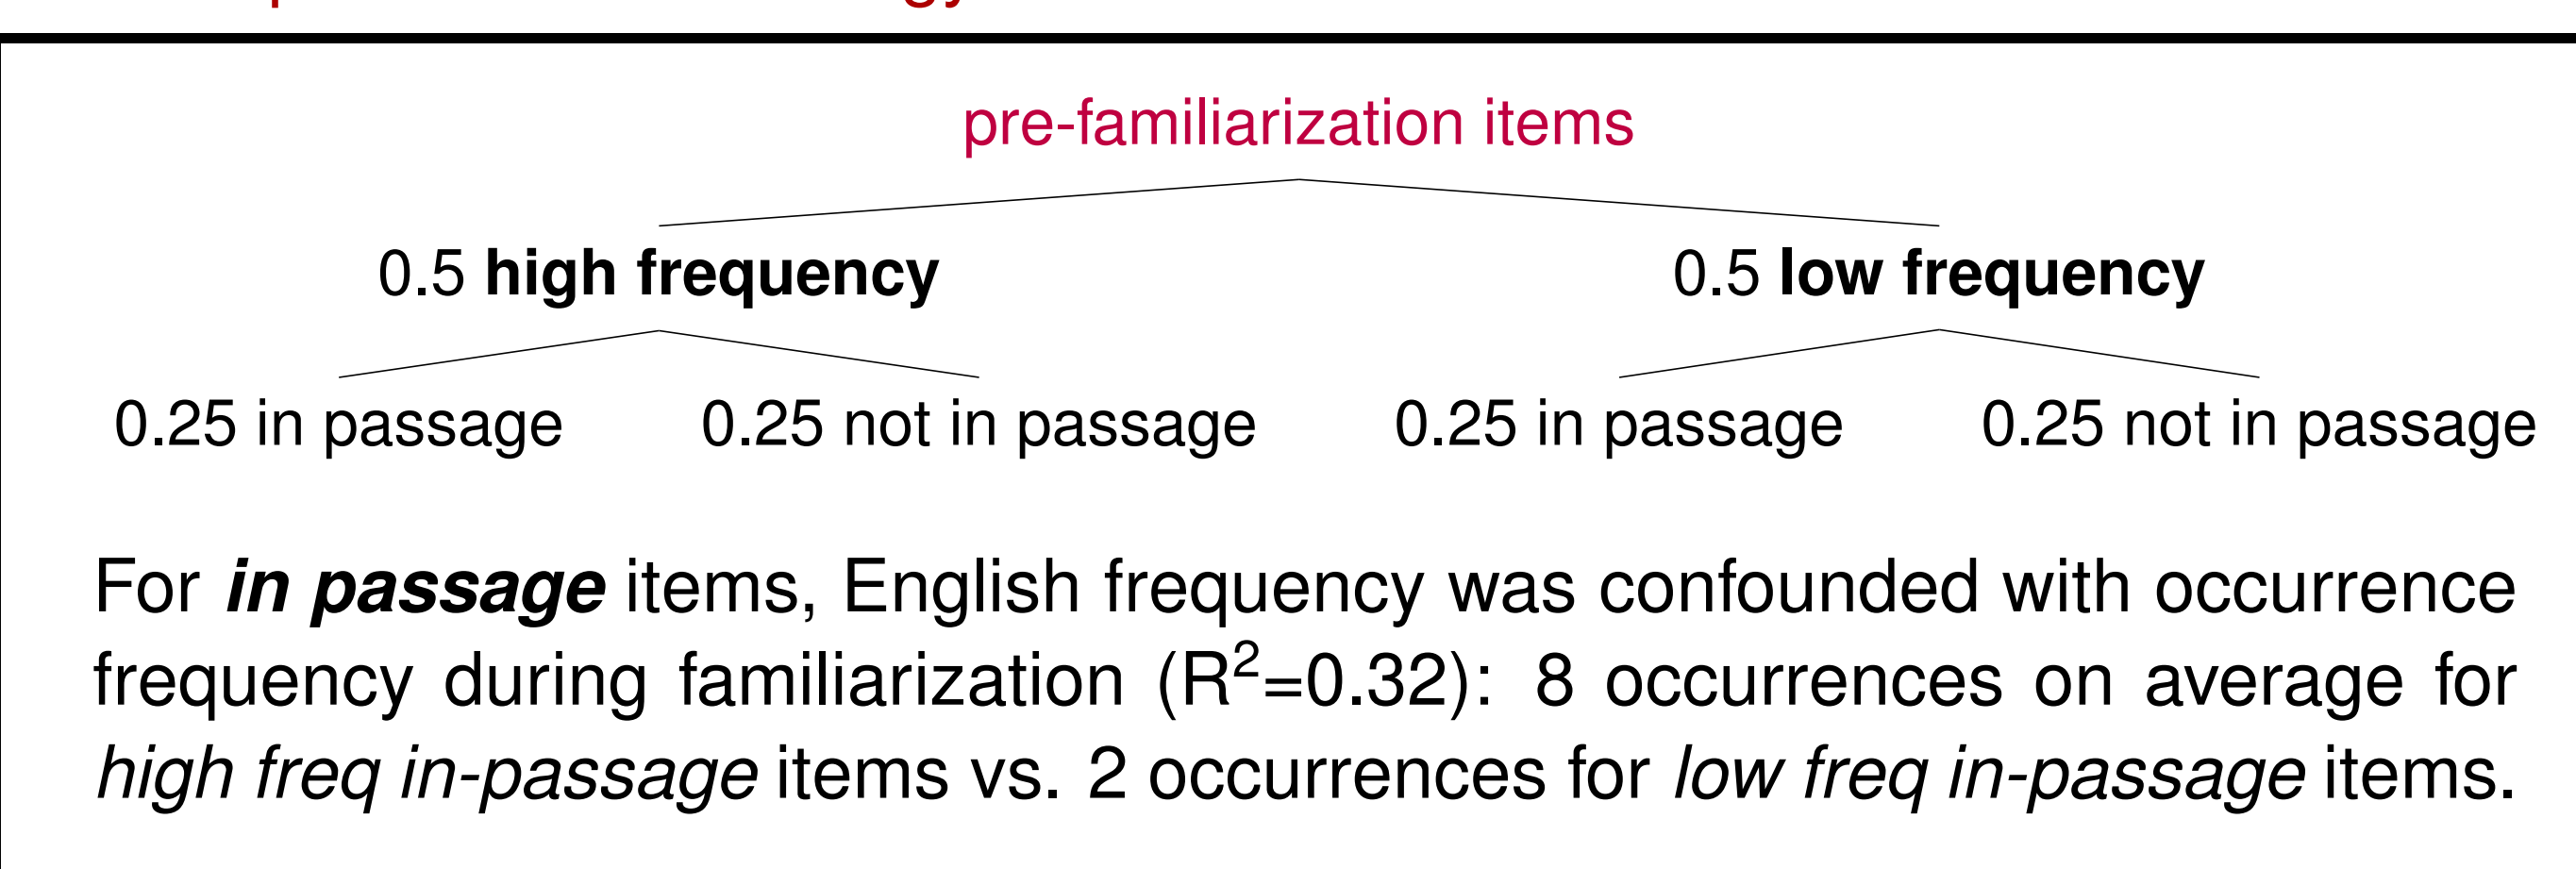 pre-familiarization items
0.5 high frequency 0.5 low frequency
0.25 in passage 0.25 not in passage 0.25 in passage 0.25 not in passage
For in passage items, English frequency was confounded with occurrence
frequency during familiarization (R²=0.32): 8 occurrences on average for
high freq in-passage items vs. 2 occurrences for low freq in-passage items.